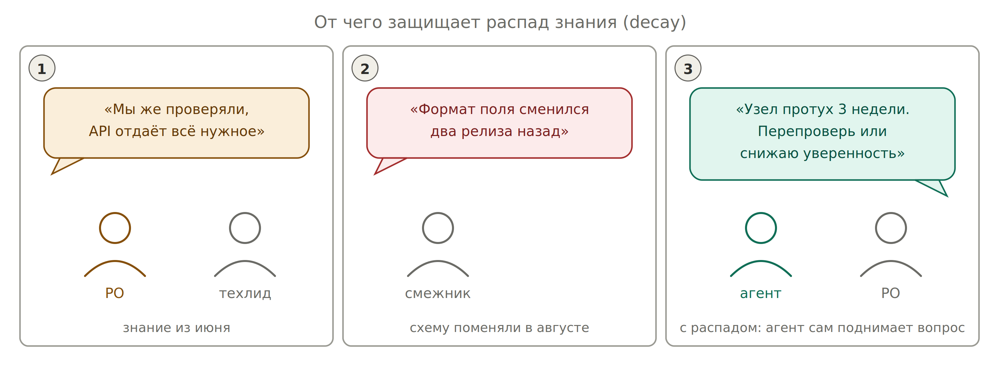 От чего защищает распад знания (decay)
1
«Мы же проверяли,
API отдаёт всё нужное»
PO
техлид
знание из июня
2
«Формат поля сменился
два релиза назад»
смежник
схему поменяли в августе
3
«Узел протух 3 недели.
Перепроверь или
снижаю уверенность»
агент
PO
с распадом: агент сам поднимает вопрос